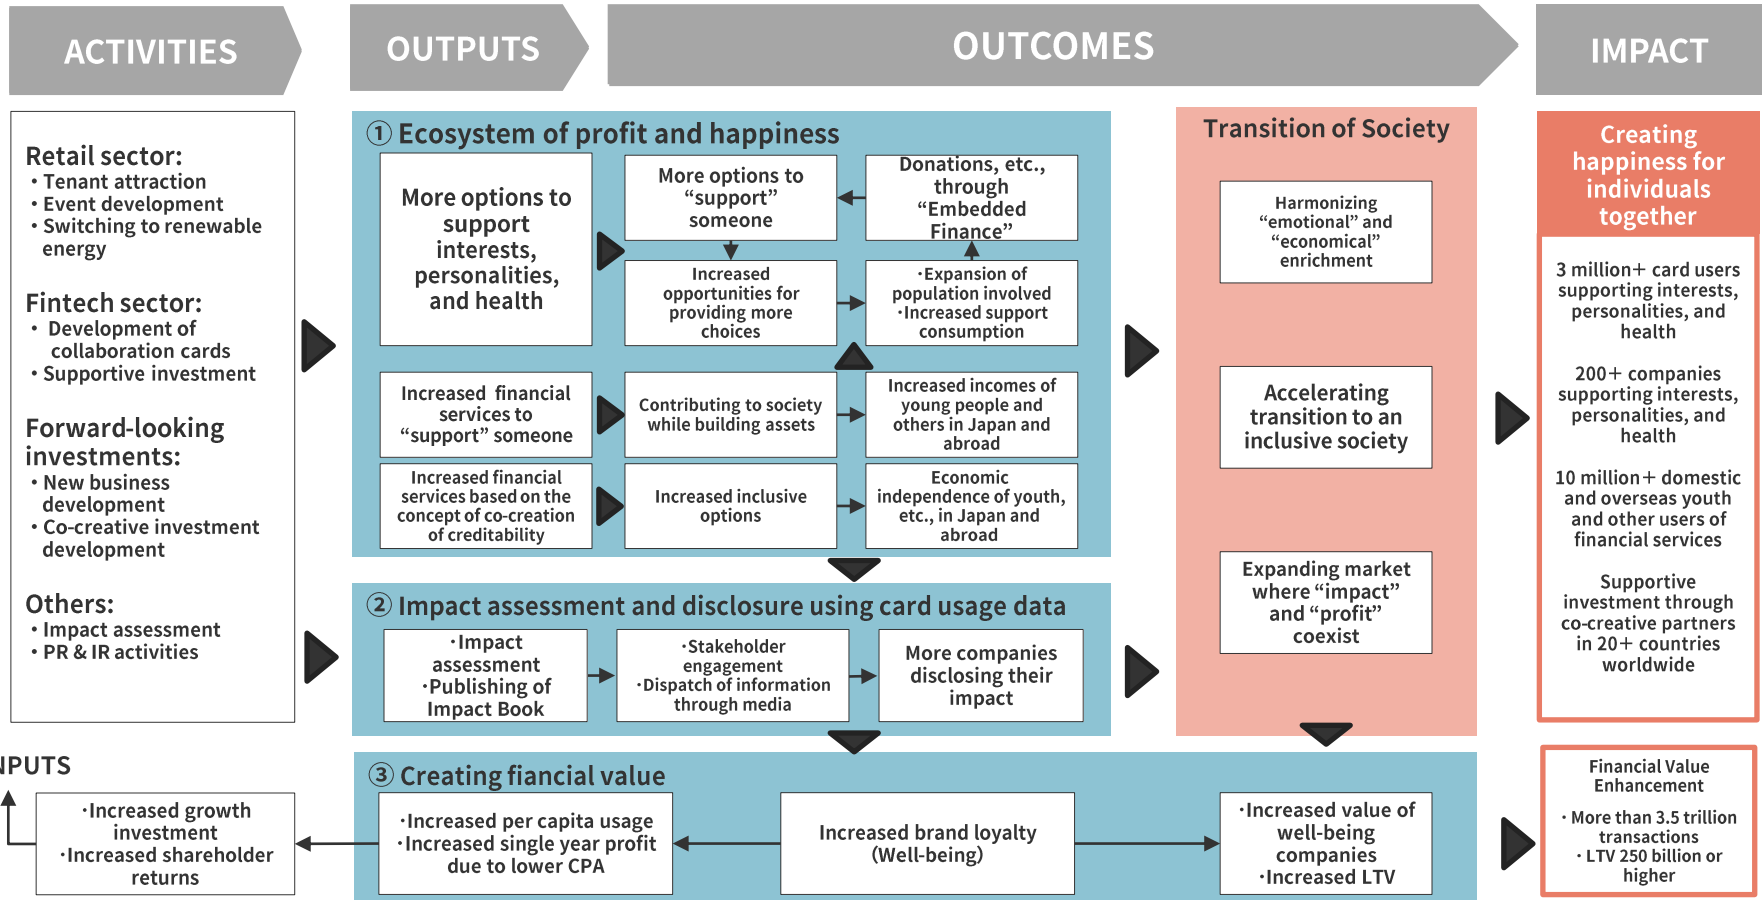 ACTIVITIES
OUTPUTS
OUTCOMES
IMPACT
Retail sector:
・Tenant attraction
・Event development
・Switching to renewable
energy
Fintech sector:
・ Development of
collaboration cards
・Supportive investment
Forward-looking
investments:
・New business
development
・Co-creative investment
development
Others:
・Impact assessment
・PR & IR activities
① Ecosystem of profit and happiness
More options to
support
interests,
personalities,
and health
More options to
“support”
someone
Donations, etc.,
through
“Embedded
Finance”
Increased
opportunities for
providing more
choices
・Expansion of
population involved
・Increased support
consumption
Increased financial
services to
“support” someone
Contributing to society
while building assets
Increased incomes of
young people and
others in Japan and
abroad
Increased financial
services based on the
concept of co-creation
of creditability
Increased inclusive
options
Economic
independence of youth,
etc., in Japan and
abroad
② Impact assessment and disclosure using card usage data
・Impact
assessment
・Publishing of
Impact Book
・Stakeholder
engagement
・Dispatch of information
through media
More companies
disclosing their
impact
Transition of Society
Harmonizing
“emotional” and
“economical”
enrichment
Accelerating
transition to an
inclusive society
Expanding market
where “impact”
and “profit”
coexist
Creating
happiness for
individuals
together
3 million+ card users
supporting interests,
personalities, and
health
200+ companies
supporting interests,
personalities, and
health
10 million+ domestic
and overseas youth
and other users of
financial services
Supportive
investment through
co-creative partners
in 20+ countries
worldwide
NPUTS
・Increased growth
investment
・Increased shareholder
returns
③ Creating fiancial value
・Increased per capita usage
・Increased single year profit
due to lower CPA
Increased brand loyalty
(Well-being)
・Increased value of
well-being
companies
・Increased LTV
Financial Value
Enhancement
・More than 3.5 trillion
transactions
・LTV 250 billion or
higher